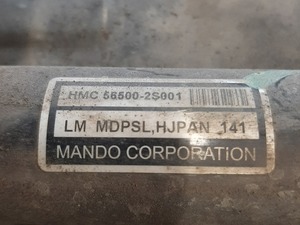 HMC 56500-2S001
LM MDPSL,HJPAN 141
MANDO CORPORATiON